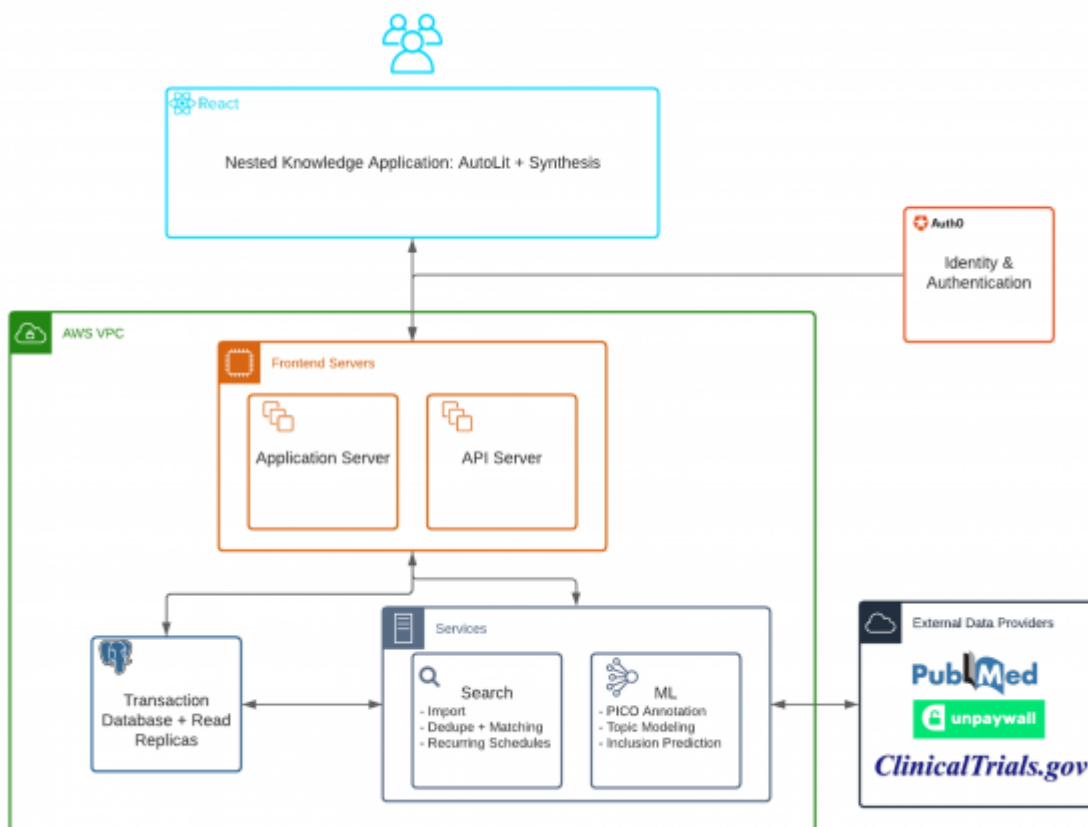 React
Nested Knowledge Application: AutoLit + Synthesis
Auth0
Identity &
Authentication
AWS VPC
Frontend Servers
Application Server
API Server
Services
External Data Providers
Transaction
Database + Read
Replicas
Search
- Import
- Dedupe + Matching
- Recurring Schedules
ML
- PICO Annotation
- Topic Modeling
- Inclusion Prediction
PubMed
unpaywall
ClinicalTrials.gov